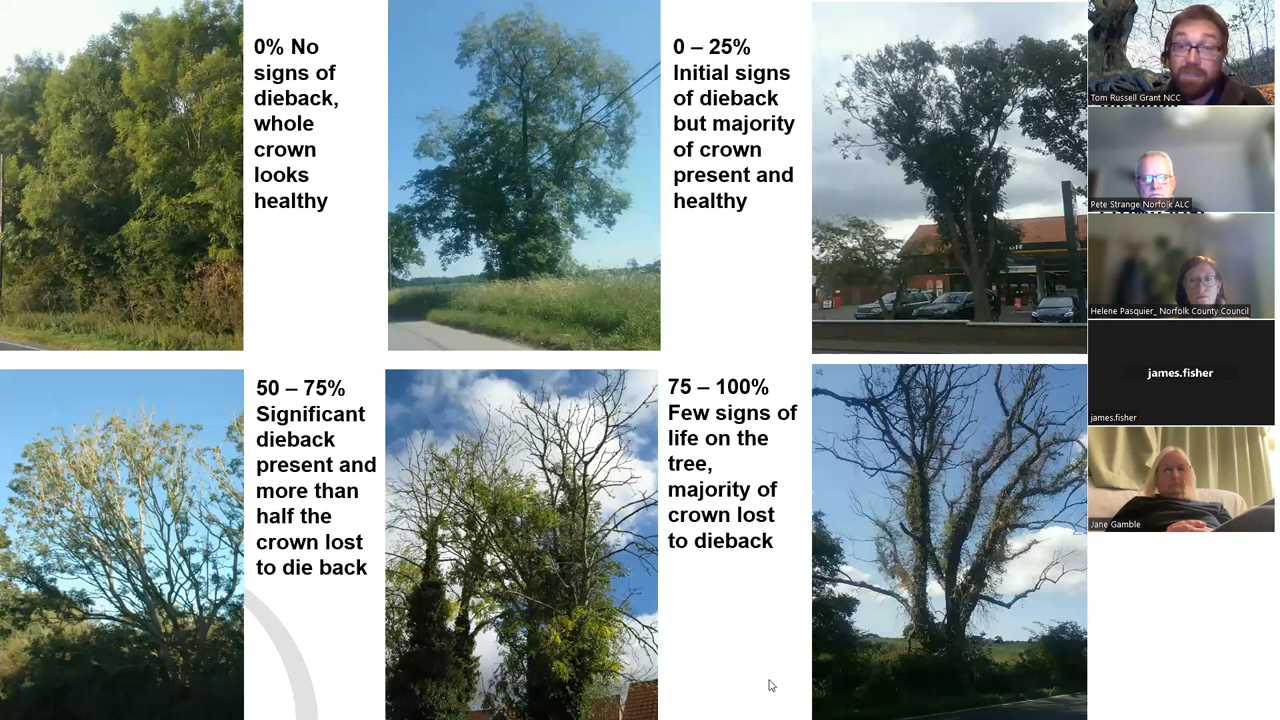 0% No
signs of
dieback,
whole
crown
looks
healthy
0 – 25%
Initial signs
of dieback
but majority
of crown
present and
healthy
50 – 75%
Significant
dieback
present and
more than
half the
crown lost
to die back
75 – 100%
Few signs of
life on the
tree,
majority of
crown lost
to dieback
Tom Russell Grant NCC
Pete Strange Norfolk ALC
Helene Pasquier_ Norfolk County Council
james.fisher
james.fisher
Jane Gamble